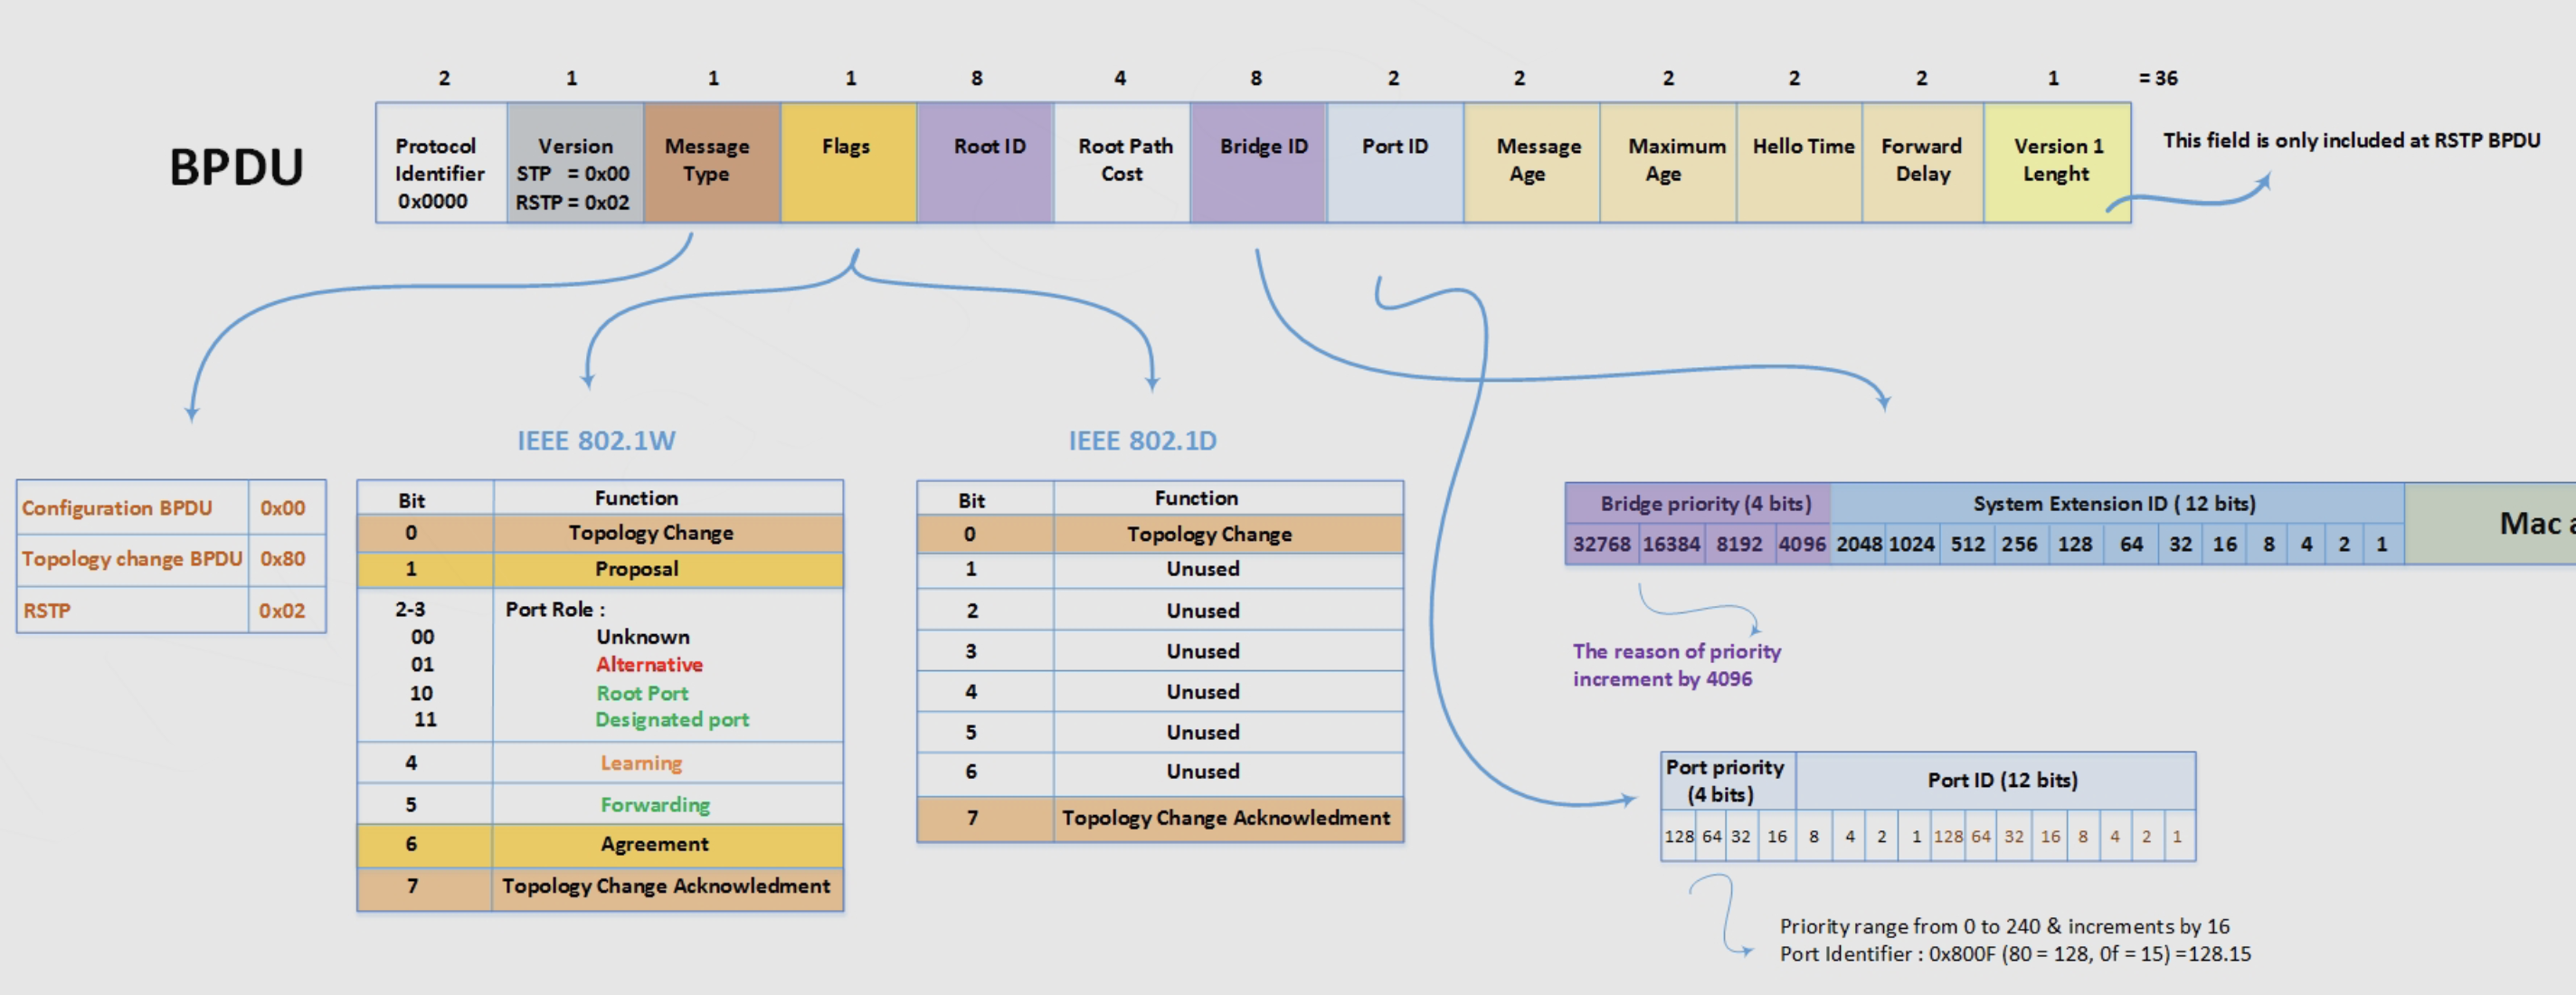 2 1 1 1 8 4 8 2 2 2 2 2 1 = 36
BPDU
Protocol
Identifier
0x0000
Version
STP = 0x00
RSTP = 0x02
Message
Type
Flags
Root ID
Root Path
Cost
Bridge ID
Port ID
Message
Age
Maximum
Age
Hello Time
Forward
Delay
Version 1
Lenght
This field is only included at RSTP BPDU
Configuration BPDU 0x00
Topology change BPDU 0x80
RSTP 0x02
IEEE 802.1W
Bit Function
0 Topology Change
1 Proposal
2-3 Port Role :
00 Unknown
01 Alternative
10 Root Port
11 Designated port
4 Learning
5 Forwarding
6 Agreement
7 Topology Change Acknowledment
IEEE 802.1D
Bit Function
0 Topology Change
1 Unused
2 Unused
3 Unused
4 Unused
5 Unused
6 Unused
7 Topology Change Acknowledment
Bridge priority (4 bits) System Extension ID ( 12 bits)
32768 16384 8192 4096 2048 1024 512 256 128 64 32 16 8 4 2 1
Mac a
The reason of priority
increment by 4096
Port priority
(4 bits)
Port ID (12 bits)
128 64 32 16 8 4 2 1 128 64 32 16 8 4 2 1
Priority range from 0 to 240 & increments by 16
Port Identifier : 0x800F (80 = 128, 0f = 15) =128.15